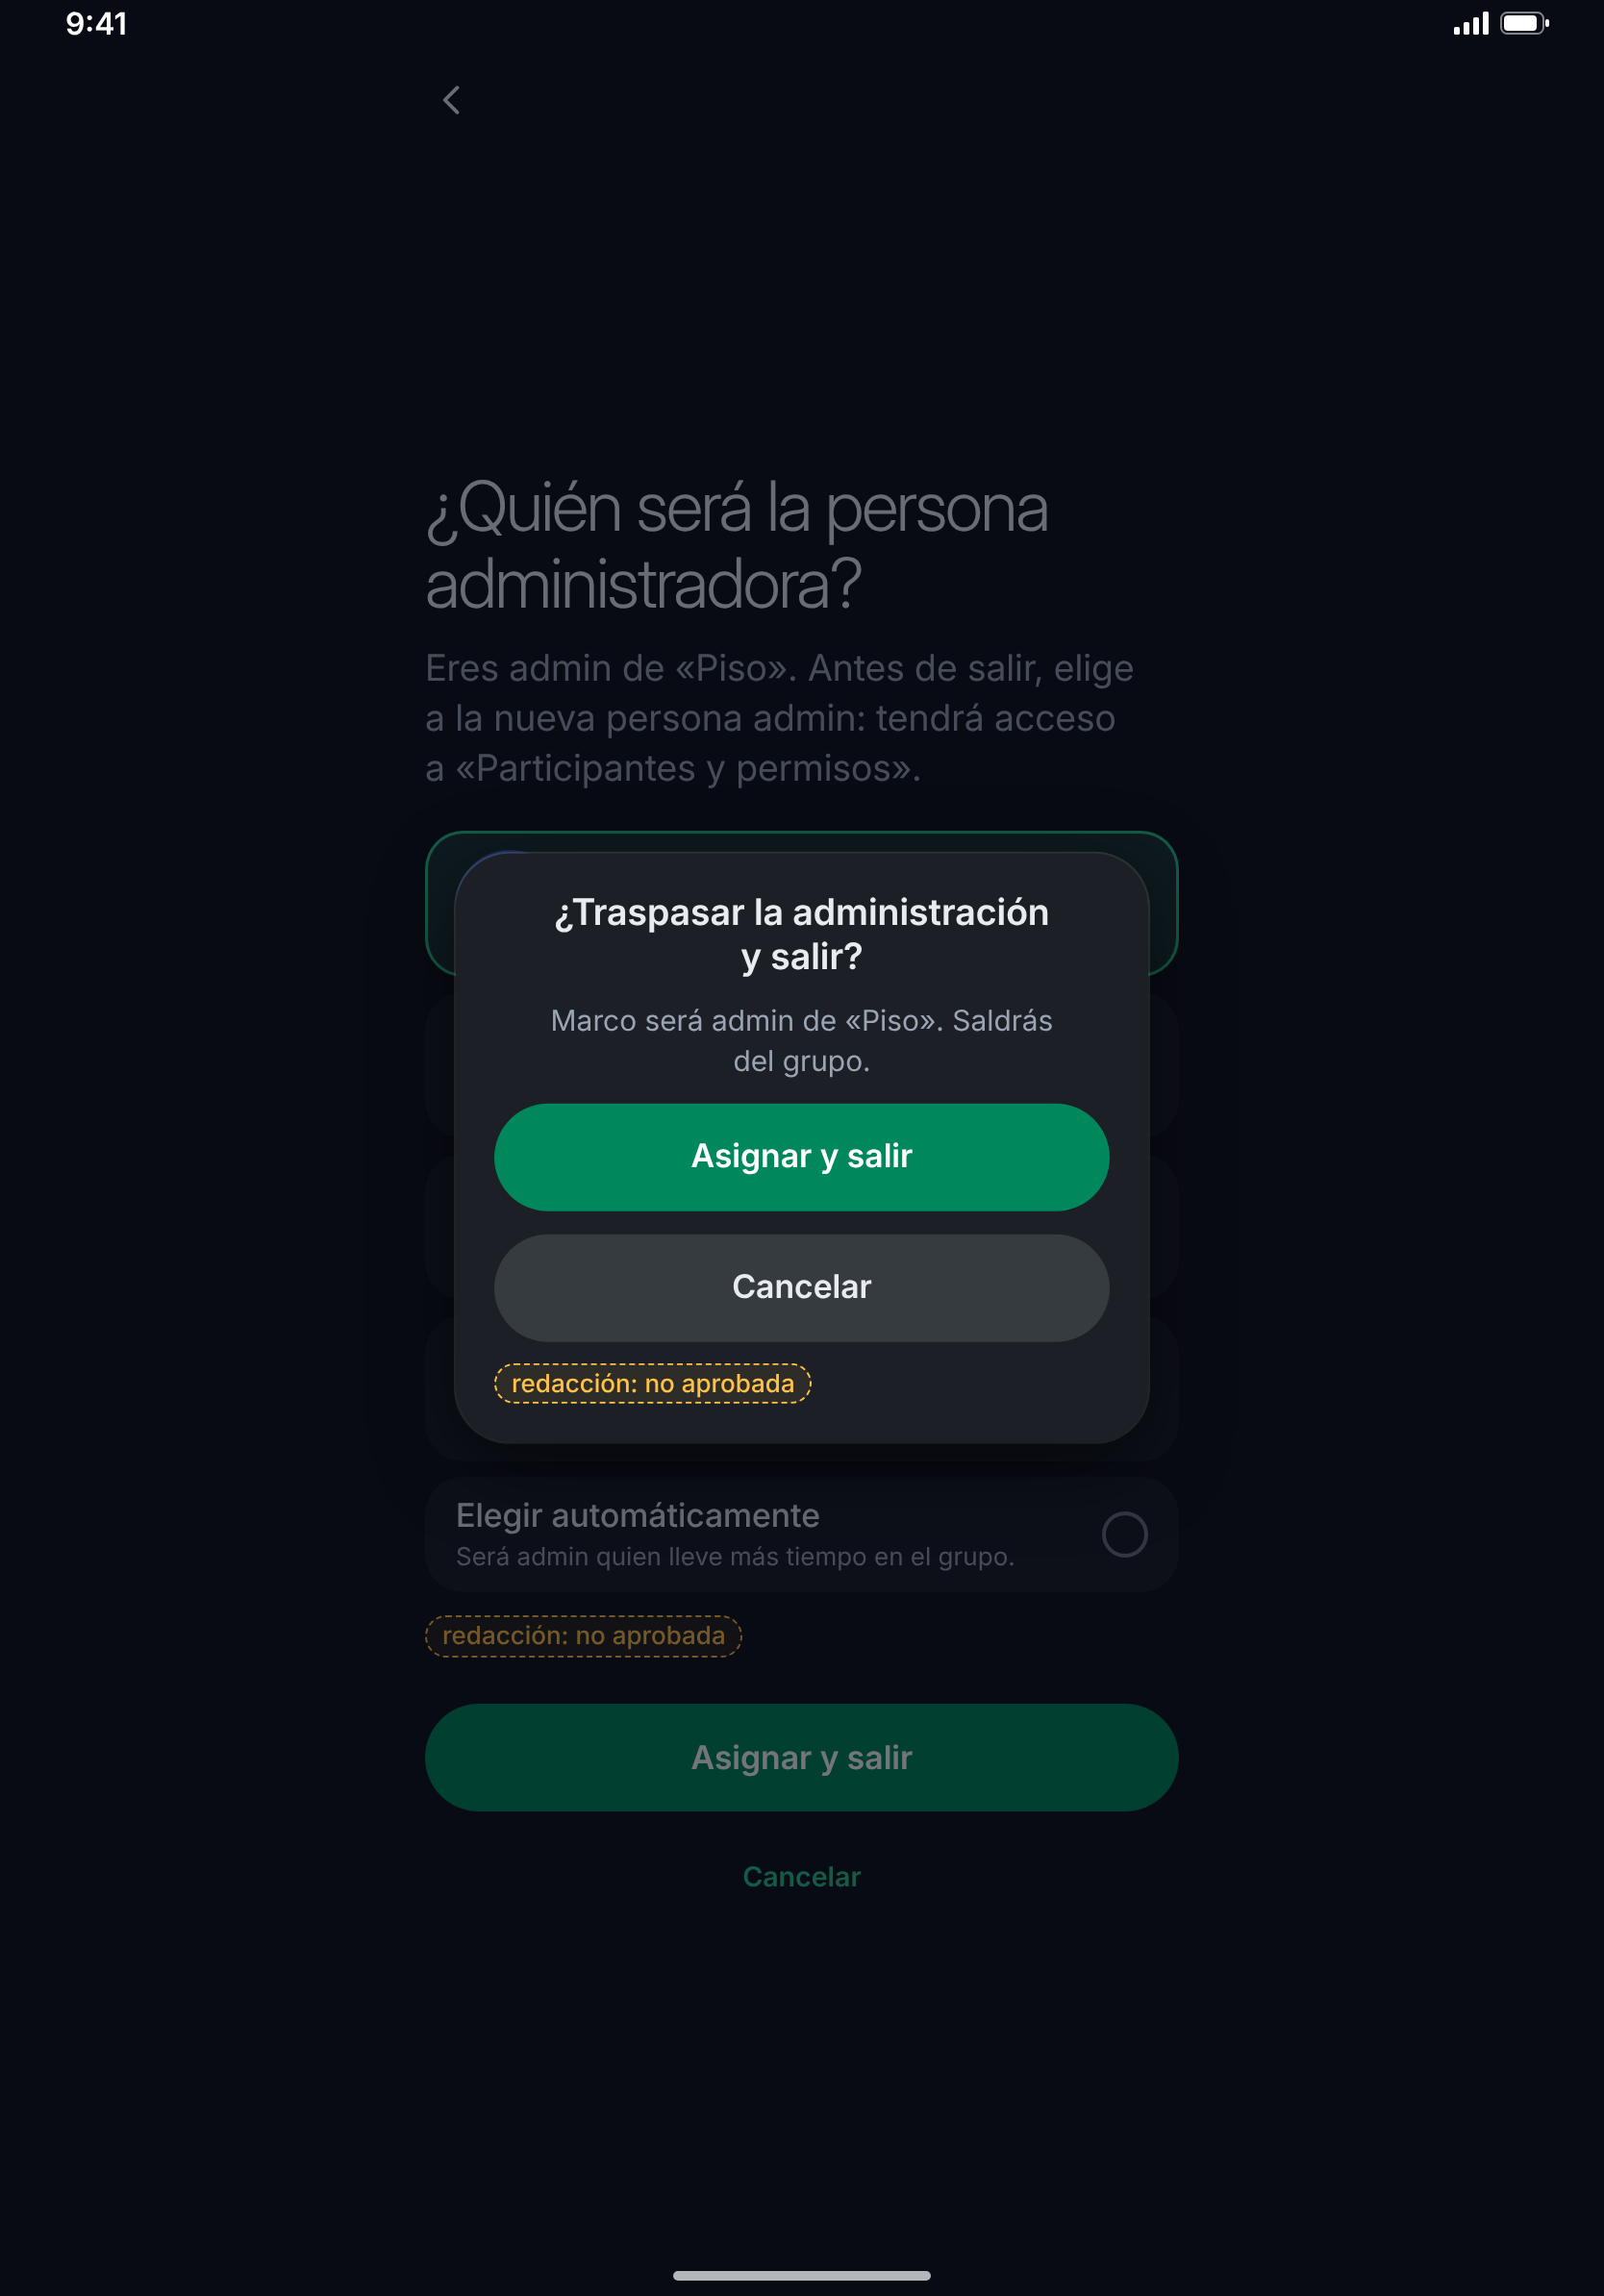 9:41
¿Quién será la persona
administradora?
Eres admin de «Piso». Antes de salir, elige
a la nueva persona admin: tendrá acceso
a «Participantes y permisos».
¿Traspasar la administración
y salir?
Marco será admin de «Piso». Saldrás
del grupo.
Asignar y salir
Cancelar
redacción: no aprobada
Elegir automáticamente
Será admin quien lleve más tiempo en el grupo.
redacción: no aprobada
Asignar y salir
Cancelar